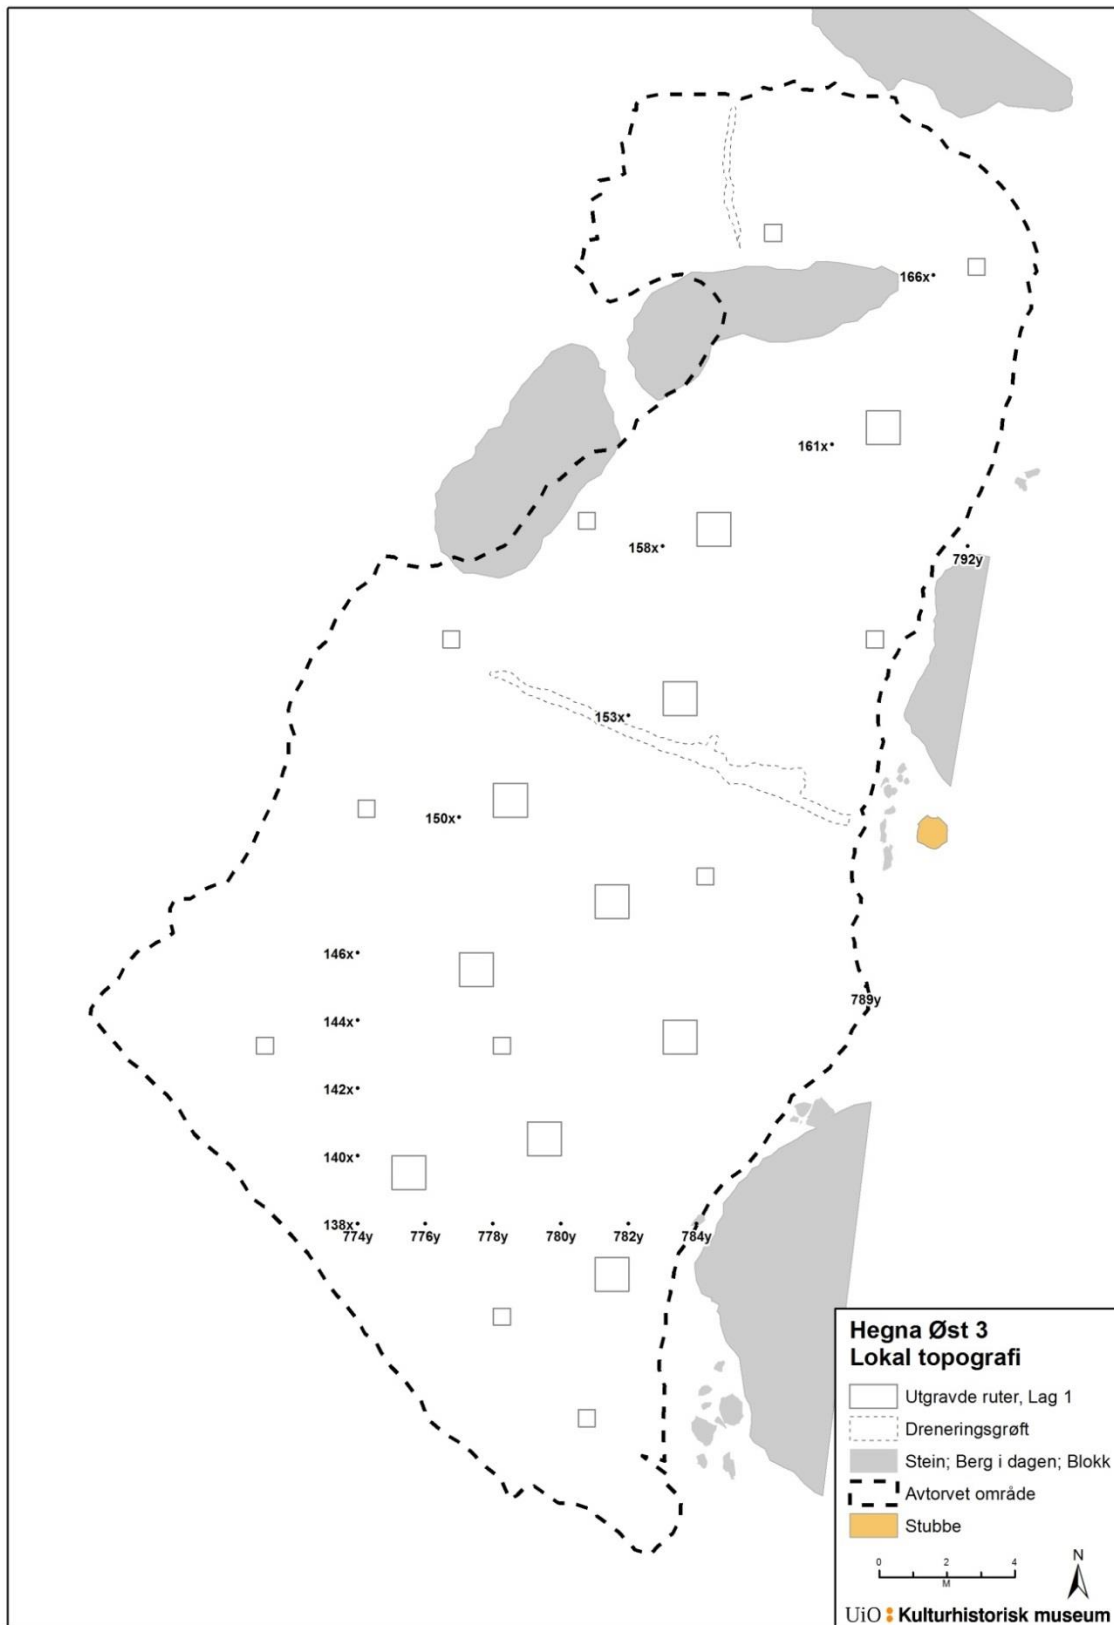 166x
161x
158x
792y
153x
150x
146x
789y
144x
142x
140x
138x
774y 776y 778y 780y 782y 784y
Hegna Øst 3
Lokal topografi
Utgravde ruter, Lag 1
Dreneringsgrøft
Stein; Berg i dagen; Blokk
Avtorvet område
Stubbe
0 2 4
M
N
UiO Kulturhistorisk museum